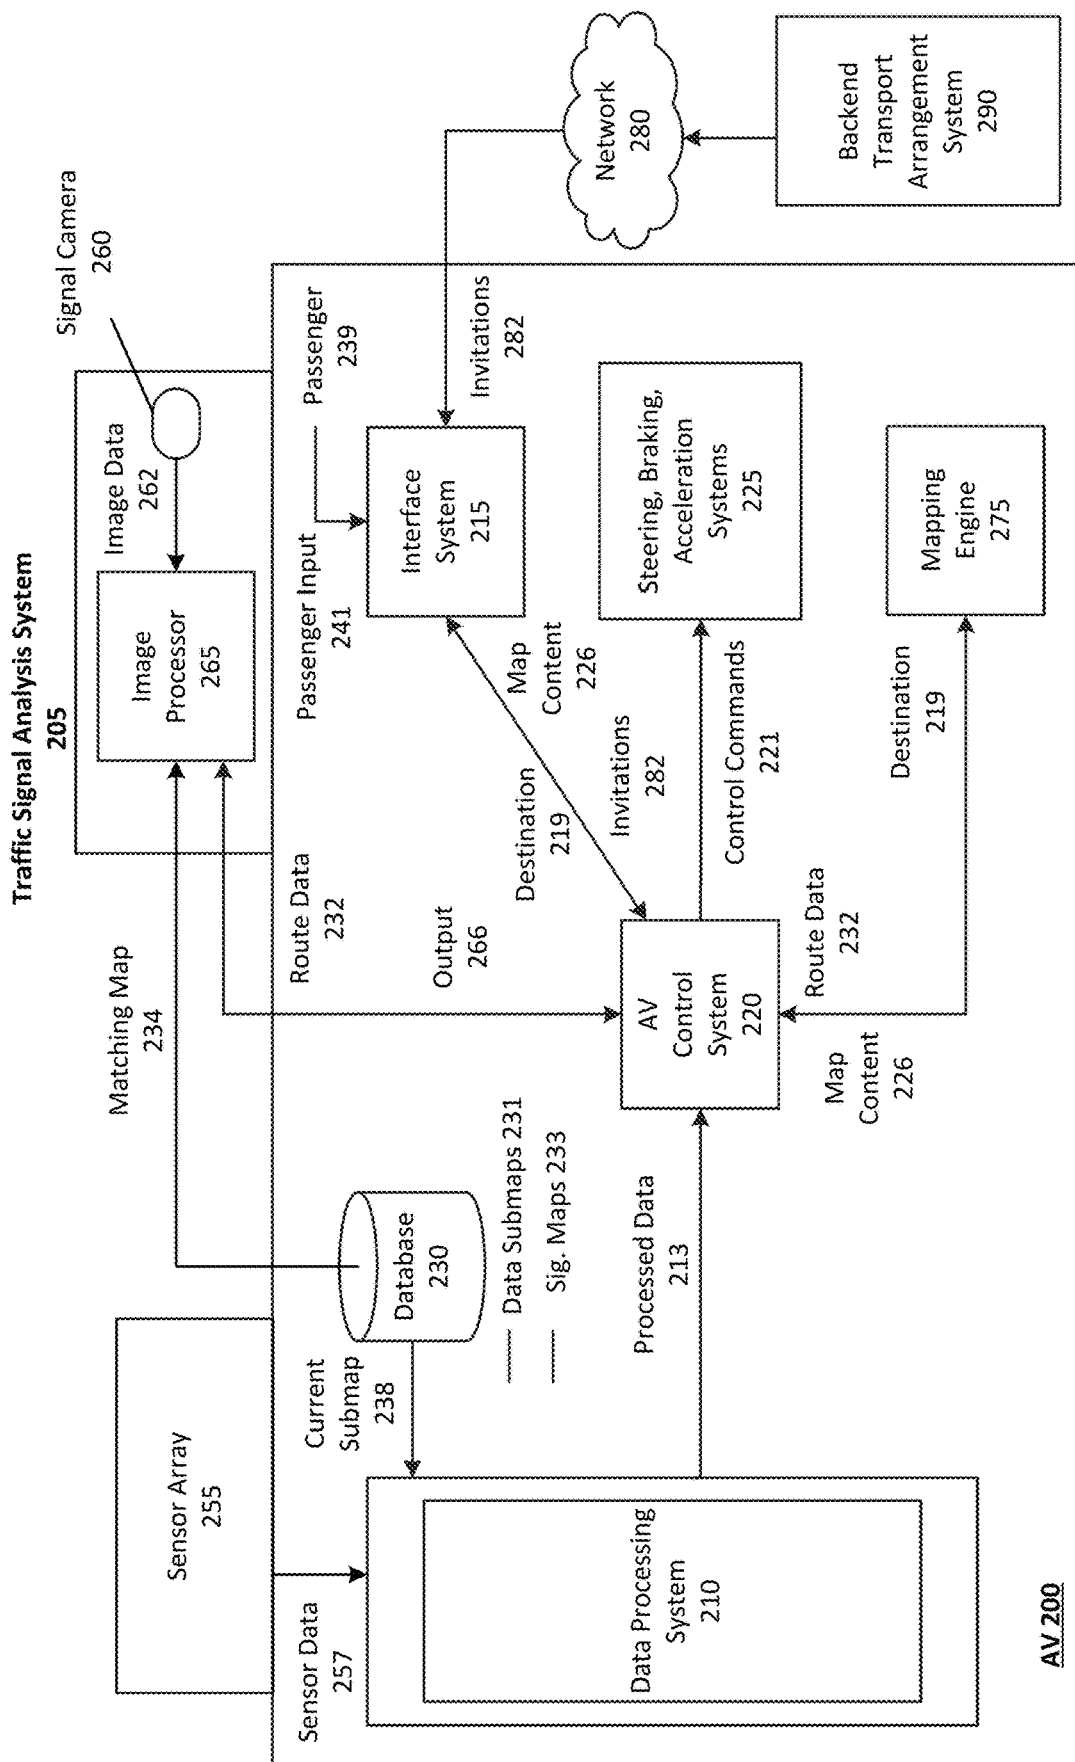 Traffic Signal Analysis System
205
Sensor Array
255
Matching Map
234
Image
Processor
265
Image Data
262
Signal Camera
260
Sensor Data
257
Current
Submap
238
Database
230
Data Submaps 231
Sig. Maps 233
Route Data
232
Output
266
Passenger Input
241
Passenger
239
Interface
System
215
Invitations
282
Network
280
Backend
Transport
Arrangement
System
290
Destination
219
Map
Content
226
Invitations
282
Data Processing
System
210
Processed Data
213
AV
Control
System
220
Control Commands
221
Steering, Braking,
Acceleration
Systems
225
Map
Content
226
Route Data
232
Destination
219
Mapping
Engine
275
AV 200